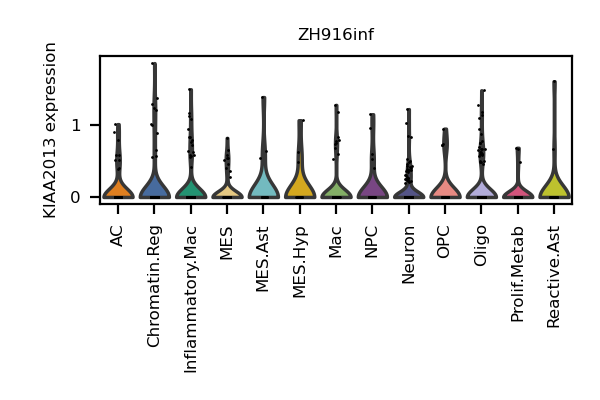 ZH916inf
KIAA2013 expression
1
0
AC
Chromatin.Reg
Inflammatory.Mac
MES
MES.Ast
MES.Hyp
Mac
NPC
Neuron
OPC
Oligo
Prolif.Metab
Reactive.Ast